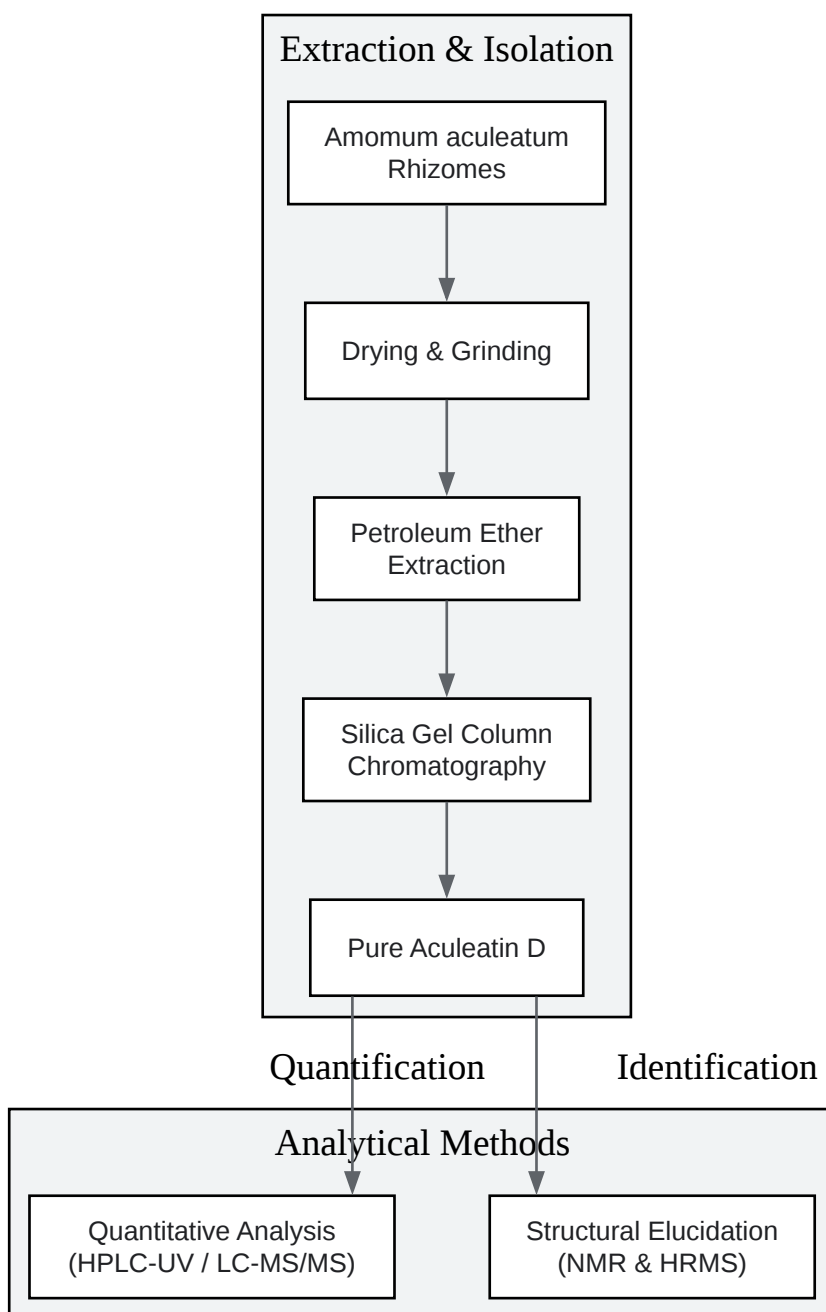 Extraction & Isolation
Amomum aculeatum
Rhizomes
Drying & Grinding
Petroleum Ether
Extraction
Silica Gel Column
Chromatography
Pure Aculeatin D
Quantification
Identification
Analytical Methods
Quantitative Analysis
(HPLC-UV / LC-MS/MS)
Structural Elucidation
(NMR & HRMS)